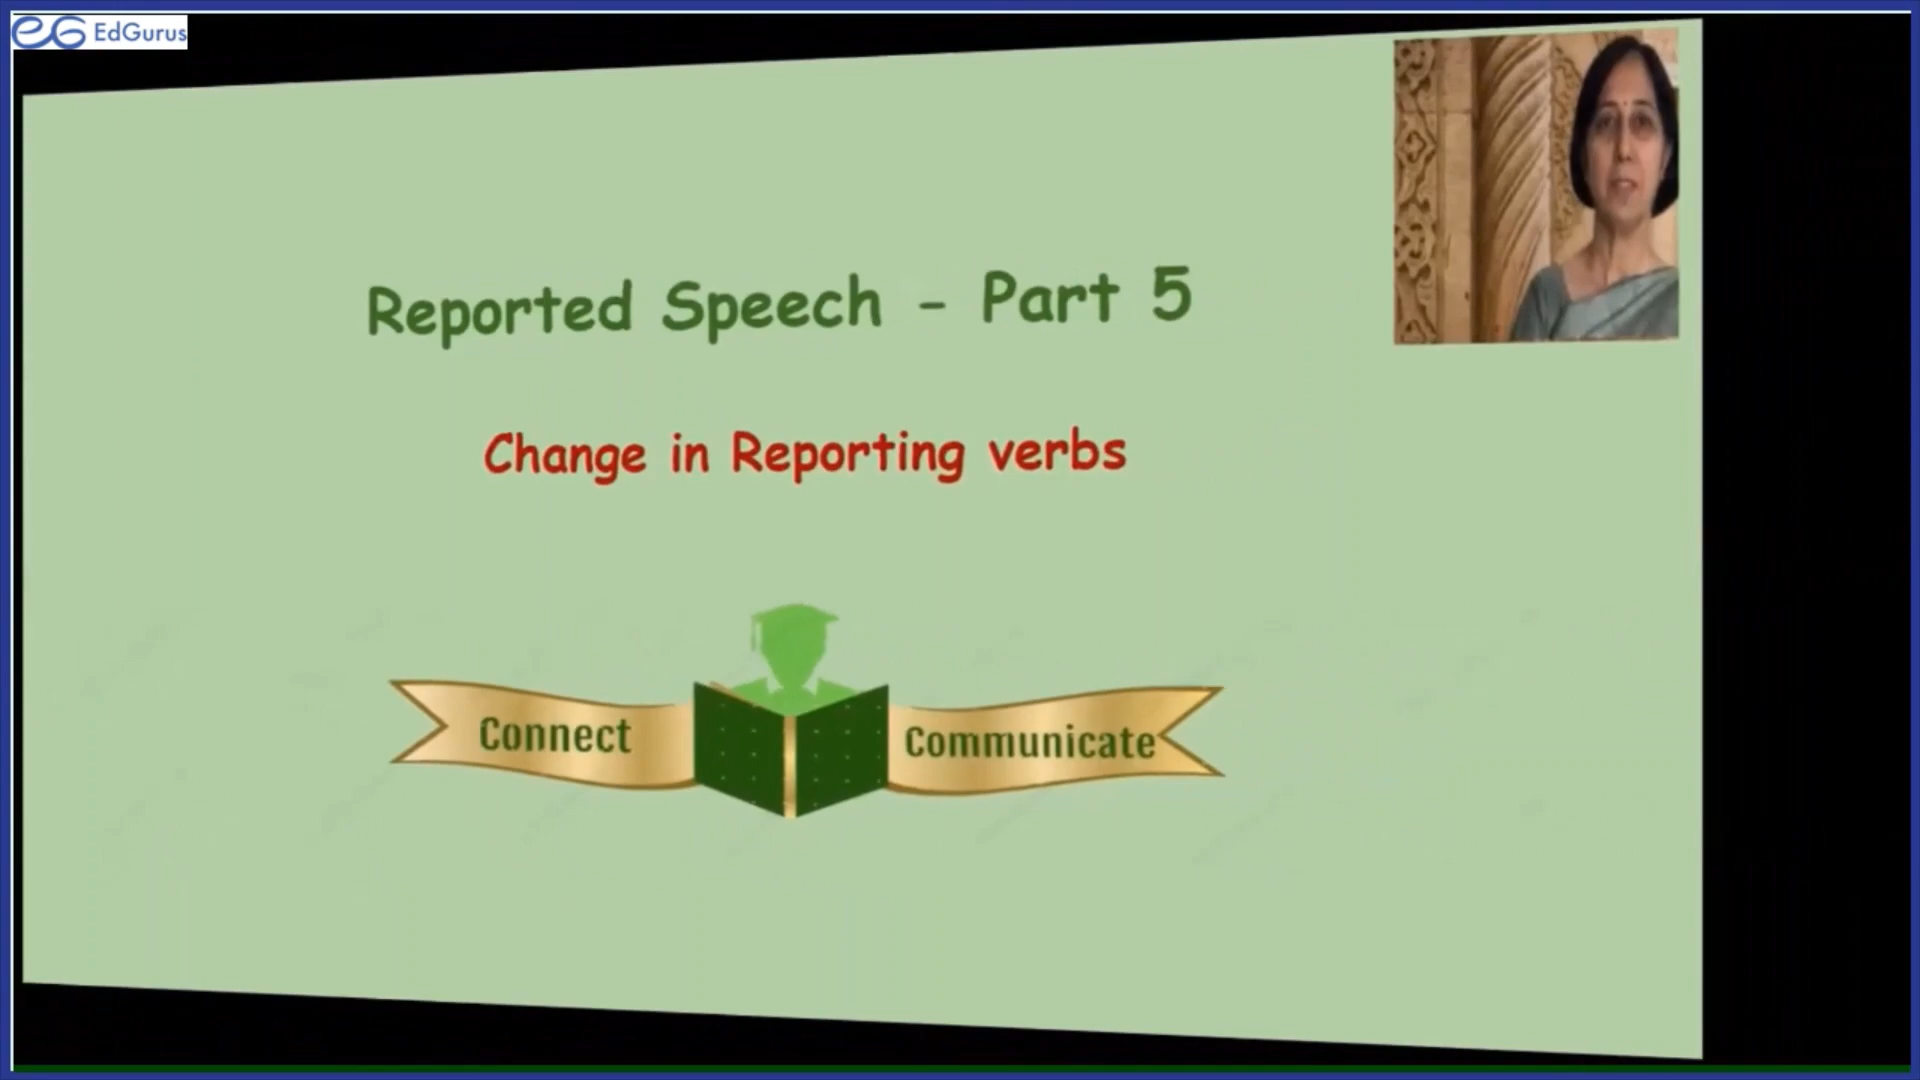 EdGurus
Reported Speech - Part 5
Change in Reporting verbs
Connect
Communicate